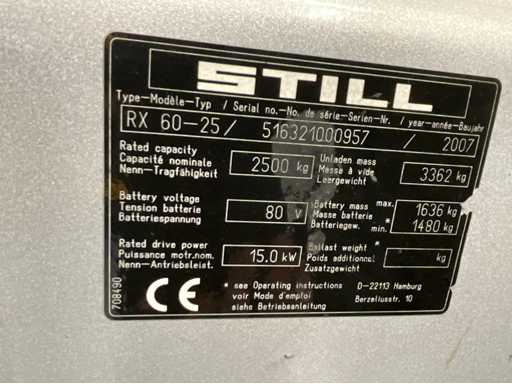 STILL
Type-Modèle-Typ / Serial no.-No. de série-Serien-Nr. / year-année-Baujahr
RX 60-25 / 516321000957 / 2007
Rated capacity
Capacité nominale
Nenn-Tragfähigkeit
2500 kg
Unladen mass
Masse à vide
Leergewicht
3362 kg
Battery voltage
Tension batterie
Batteriespannung
80 V
Battery mass max.
Masse batterie *
Batteriegew. min.
1636 kg
1480 kg
Rated drive power
Puissance motr.nom.
Nenn-Antriebsleist.
15.0 kW
Ballast weight *
Poids additionnel
Zusatzgewicht
kg
CE
* see Operating instructions
voir Mode d'emploi
siehe Betriebsanleitung
D-22113 Hamburg
Berzeliusstr. 10
708490